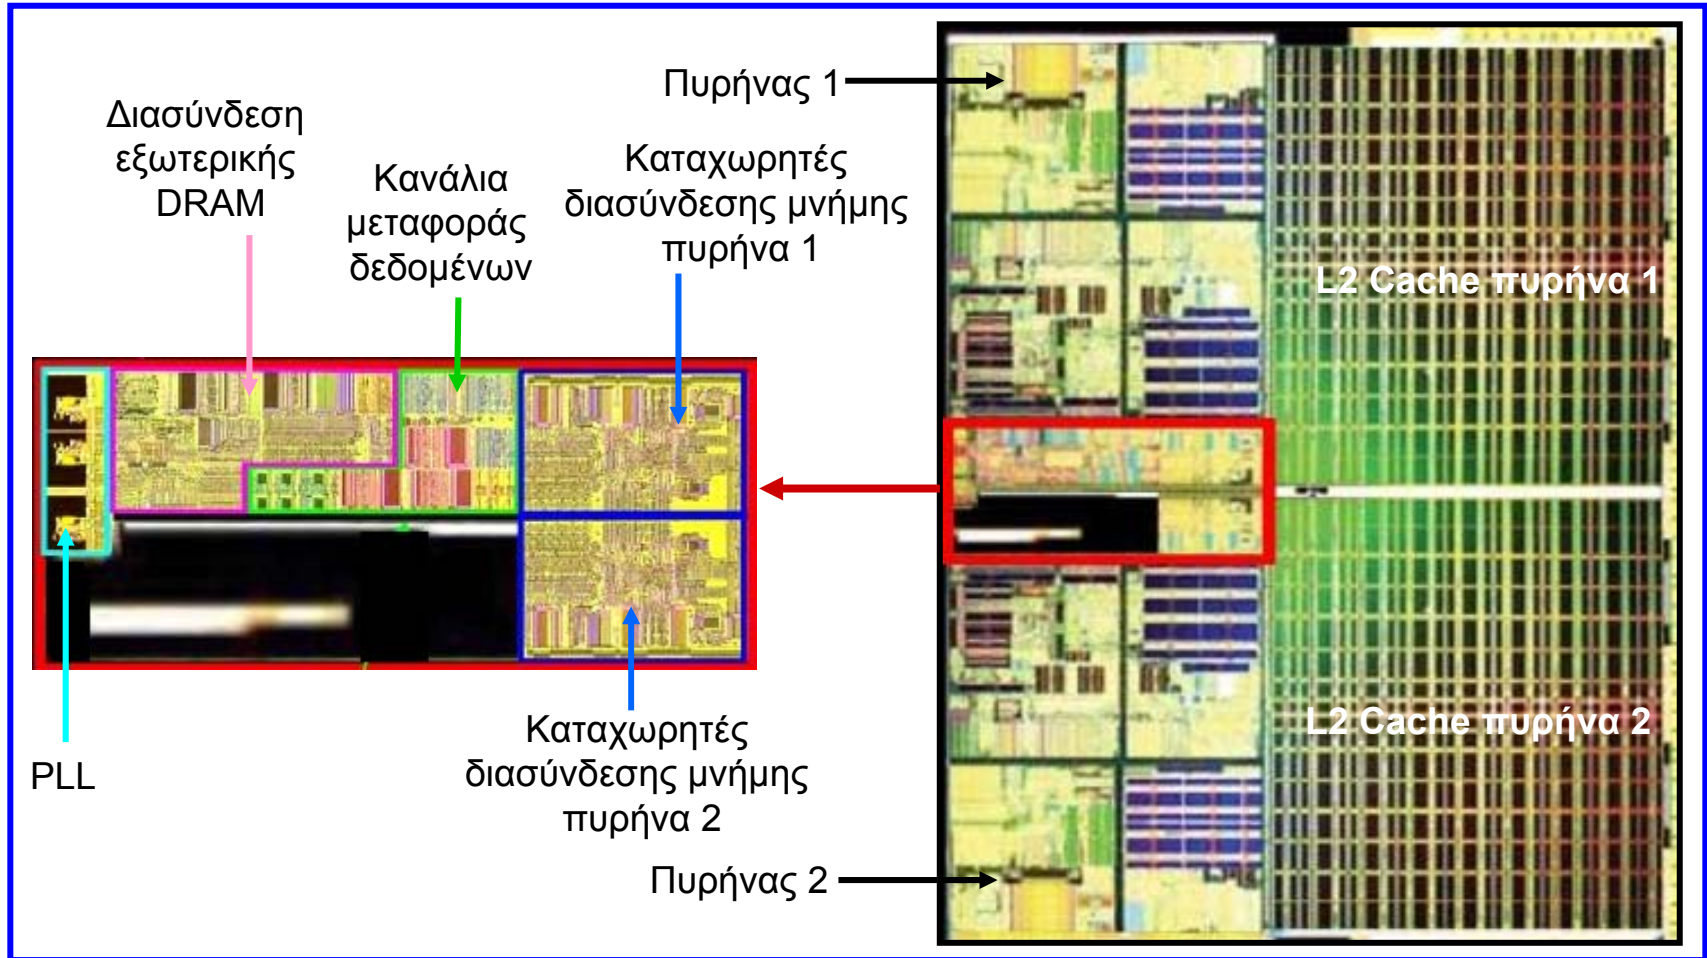 Πυρήνας 1
Διασύνδεση
εξωτερικής
DRAM
Κανάλια
μεταφοράς
δεδομένων
Καταχωρητές
διασύνδεσης μνήμης
πυρήνα 1
L2 Cache πυρήνα 1
PLL
Καταχωρητές
διασύνδεσης μνήμης
πυρήνα 2
L2 Cache πυρήνα 2
Πυρήνας 2